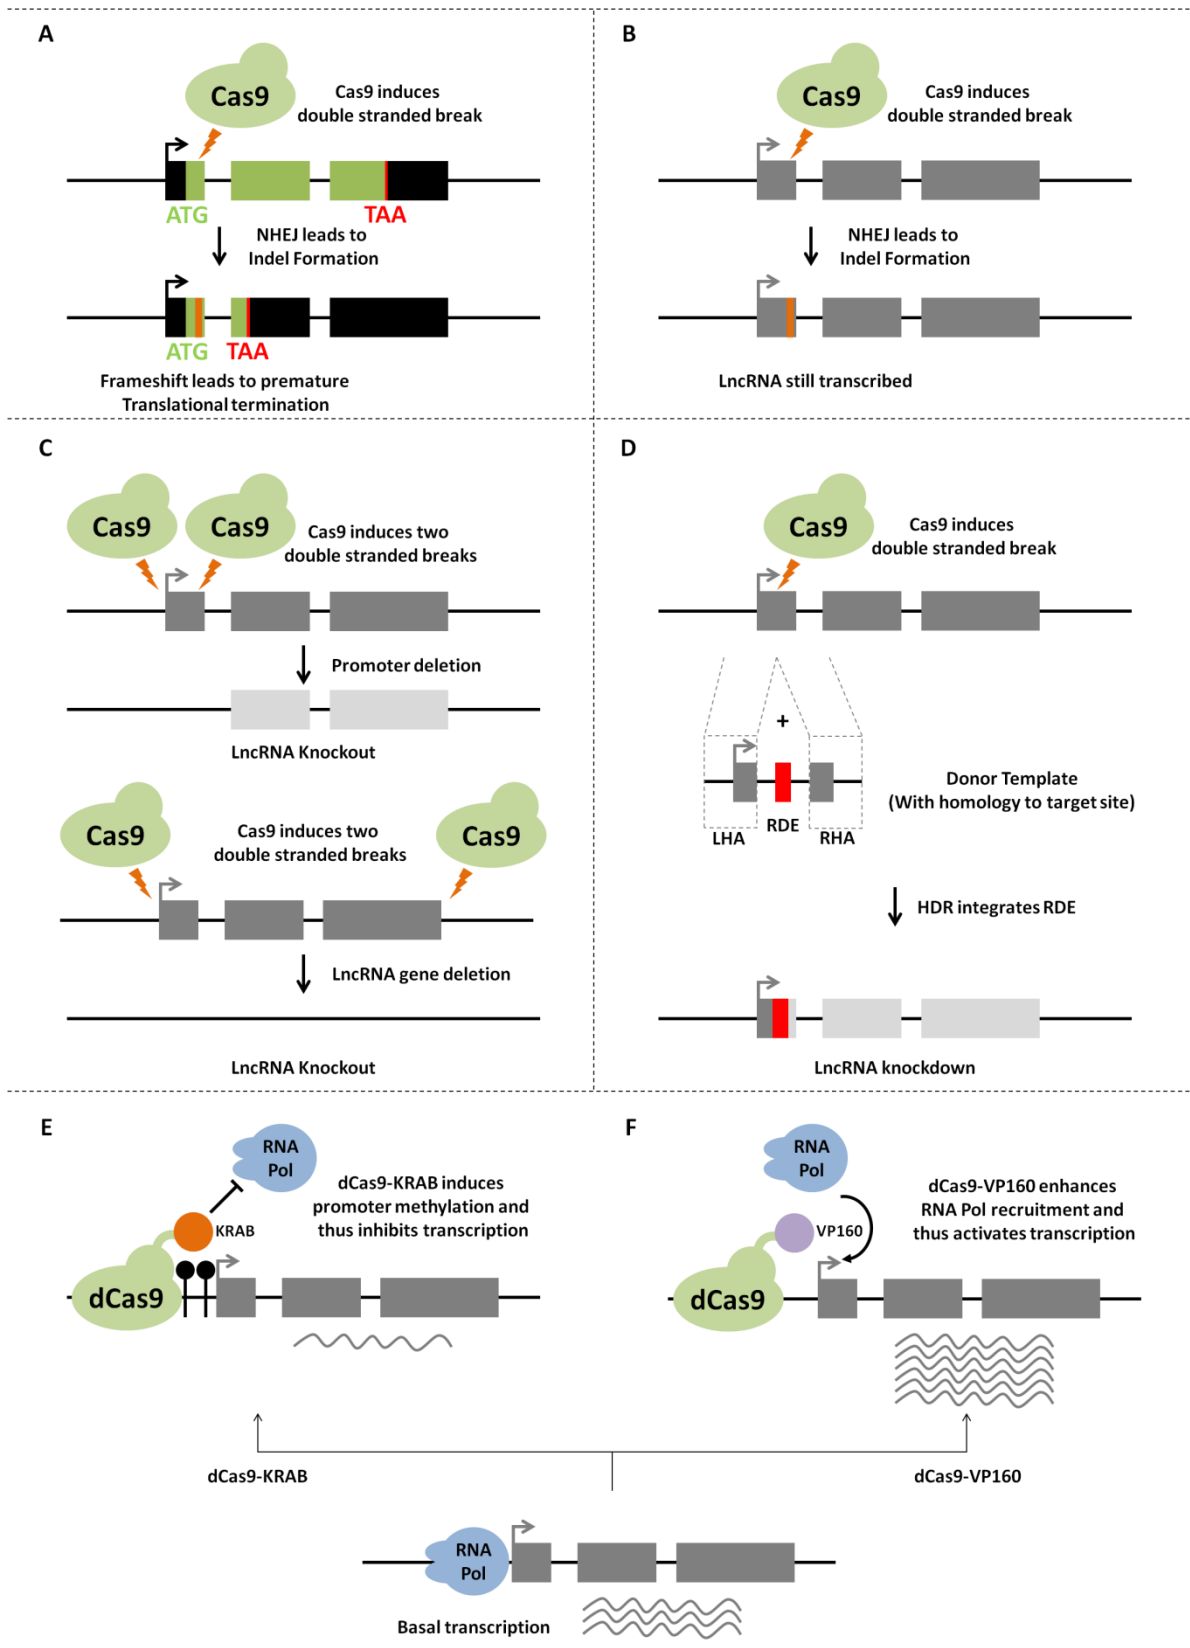 A
Cas9
Cas9 induces
double stranded break
ATG
TAA
NHEJ leads to
Indel Formation
ATG
TAA
Frameshift leads to premature
Translational termination
B
Cas9
Cas9 induces
double stranded break
NHEJ leads to
Indel Formation
LncRNA still transcribed
C
Cas9
Cas9
Cas9 induces two
double stranded breaks
Promoter deletion
LncRNA Knockout
Cas9
Cas9 induces two
double stranded breaks
Cas9
LncRNA gene deletion
LncRNA Knockout
D
Cas9
Cas9 induces
double stranded break
+
LHA
RDE
RHA
Donor Template
(With homology to target site)
HDR integrates RDE
LncRNA knockdown
E
RNA
Pol
KRAB
dCas9-KRAB induces
promoter methylation and
thus inhibits transcription
dCas9
F
RNA
Pol
VP160
dCas9-VP160 enhances
RNA Pol recruitment and
thus activates transcription
dCas9
dCas9-KRAB
dCas9-VP160
RNA
Pol
Basal transcription